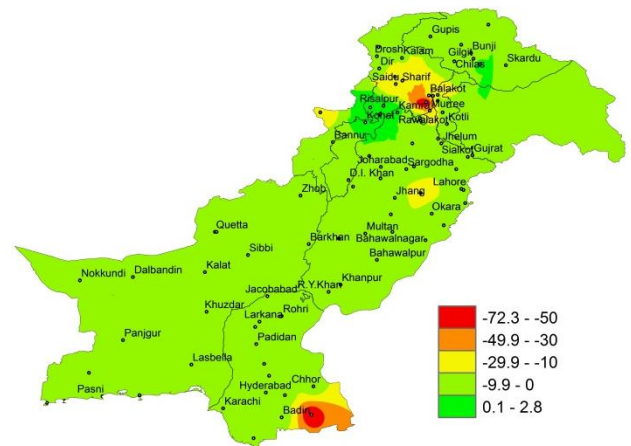 Gupis
Drosh Kalam Gilgit Bunji
Dir Chilas Skardu
Saidu Sharif
Balakot
Risalpur Kamra Murree
Kohat Kotli
Bannu Jhelum
Sialkot Gujrat
Joharabad Sargodha
D.I. Khan
Zhob Jhang Lahore
Okara
Quetta Multan
Sibbi Barkhan Bahawalnagar
Nokkundi Dalbandin Kalat Bahawalpur
Jacobabad R.Y.Khan Khanpur
Khuzdar Larkana Rohri
Panjgur Padidan
Lasbella
Pasni Hyderabad Chhor
Karachi Badin
-72.3 - -50
-49.9 - -30
-29.9 - -10
-9.9 - 0
0.1 - 2.8